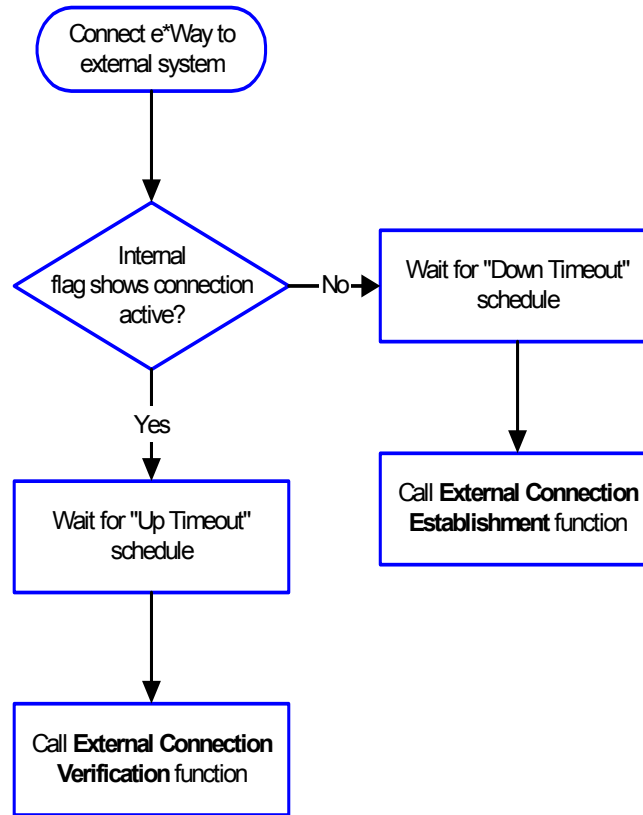 Connect e*Way to
external system
Internal
flag shows connection
active?
No
Wait for "Down Timeout"
schedule
Call External Connection
Establishment function
Yes
Wait for "Up Timeout"
schedule
Call External Connection
Verification function